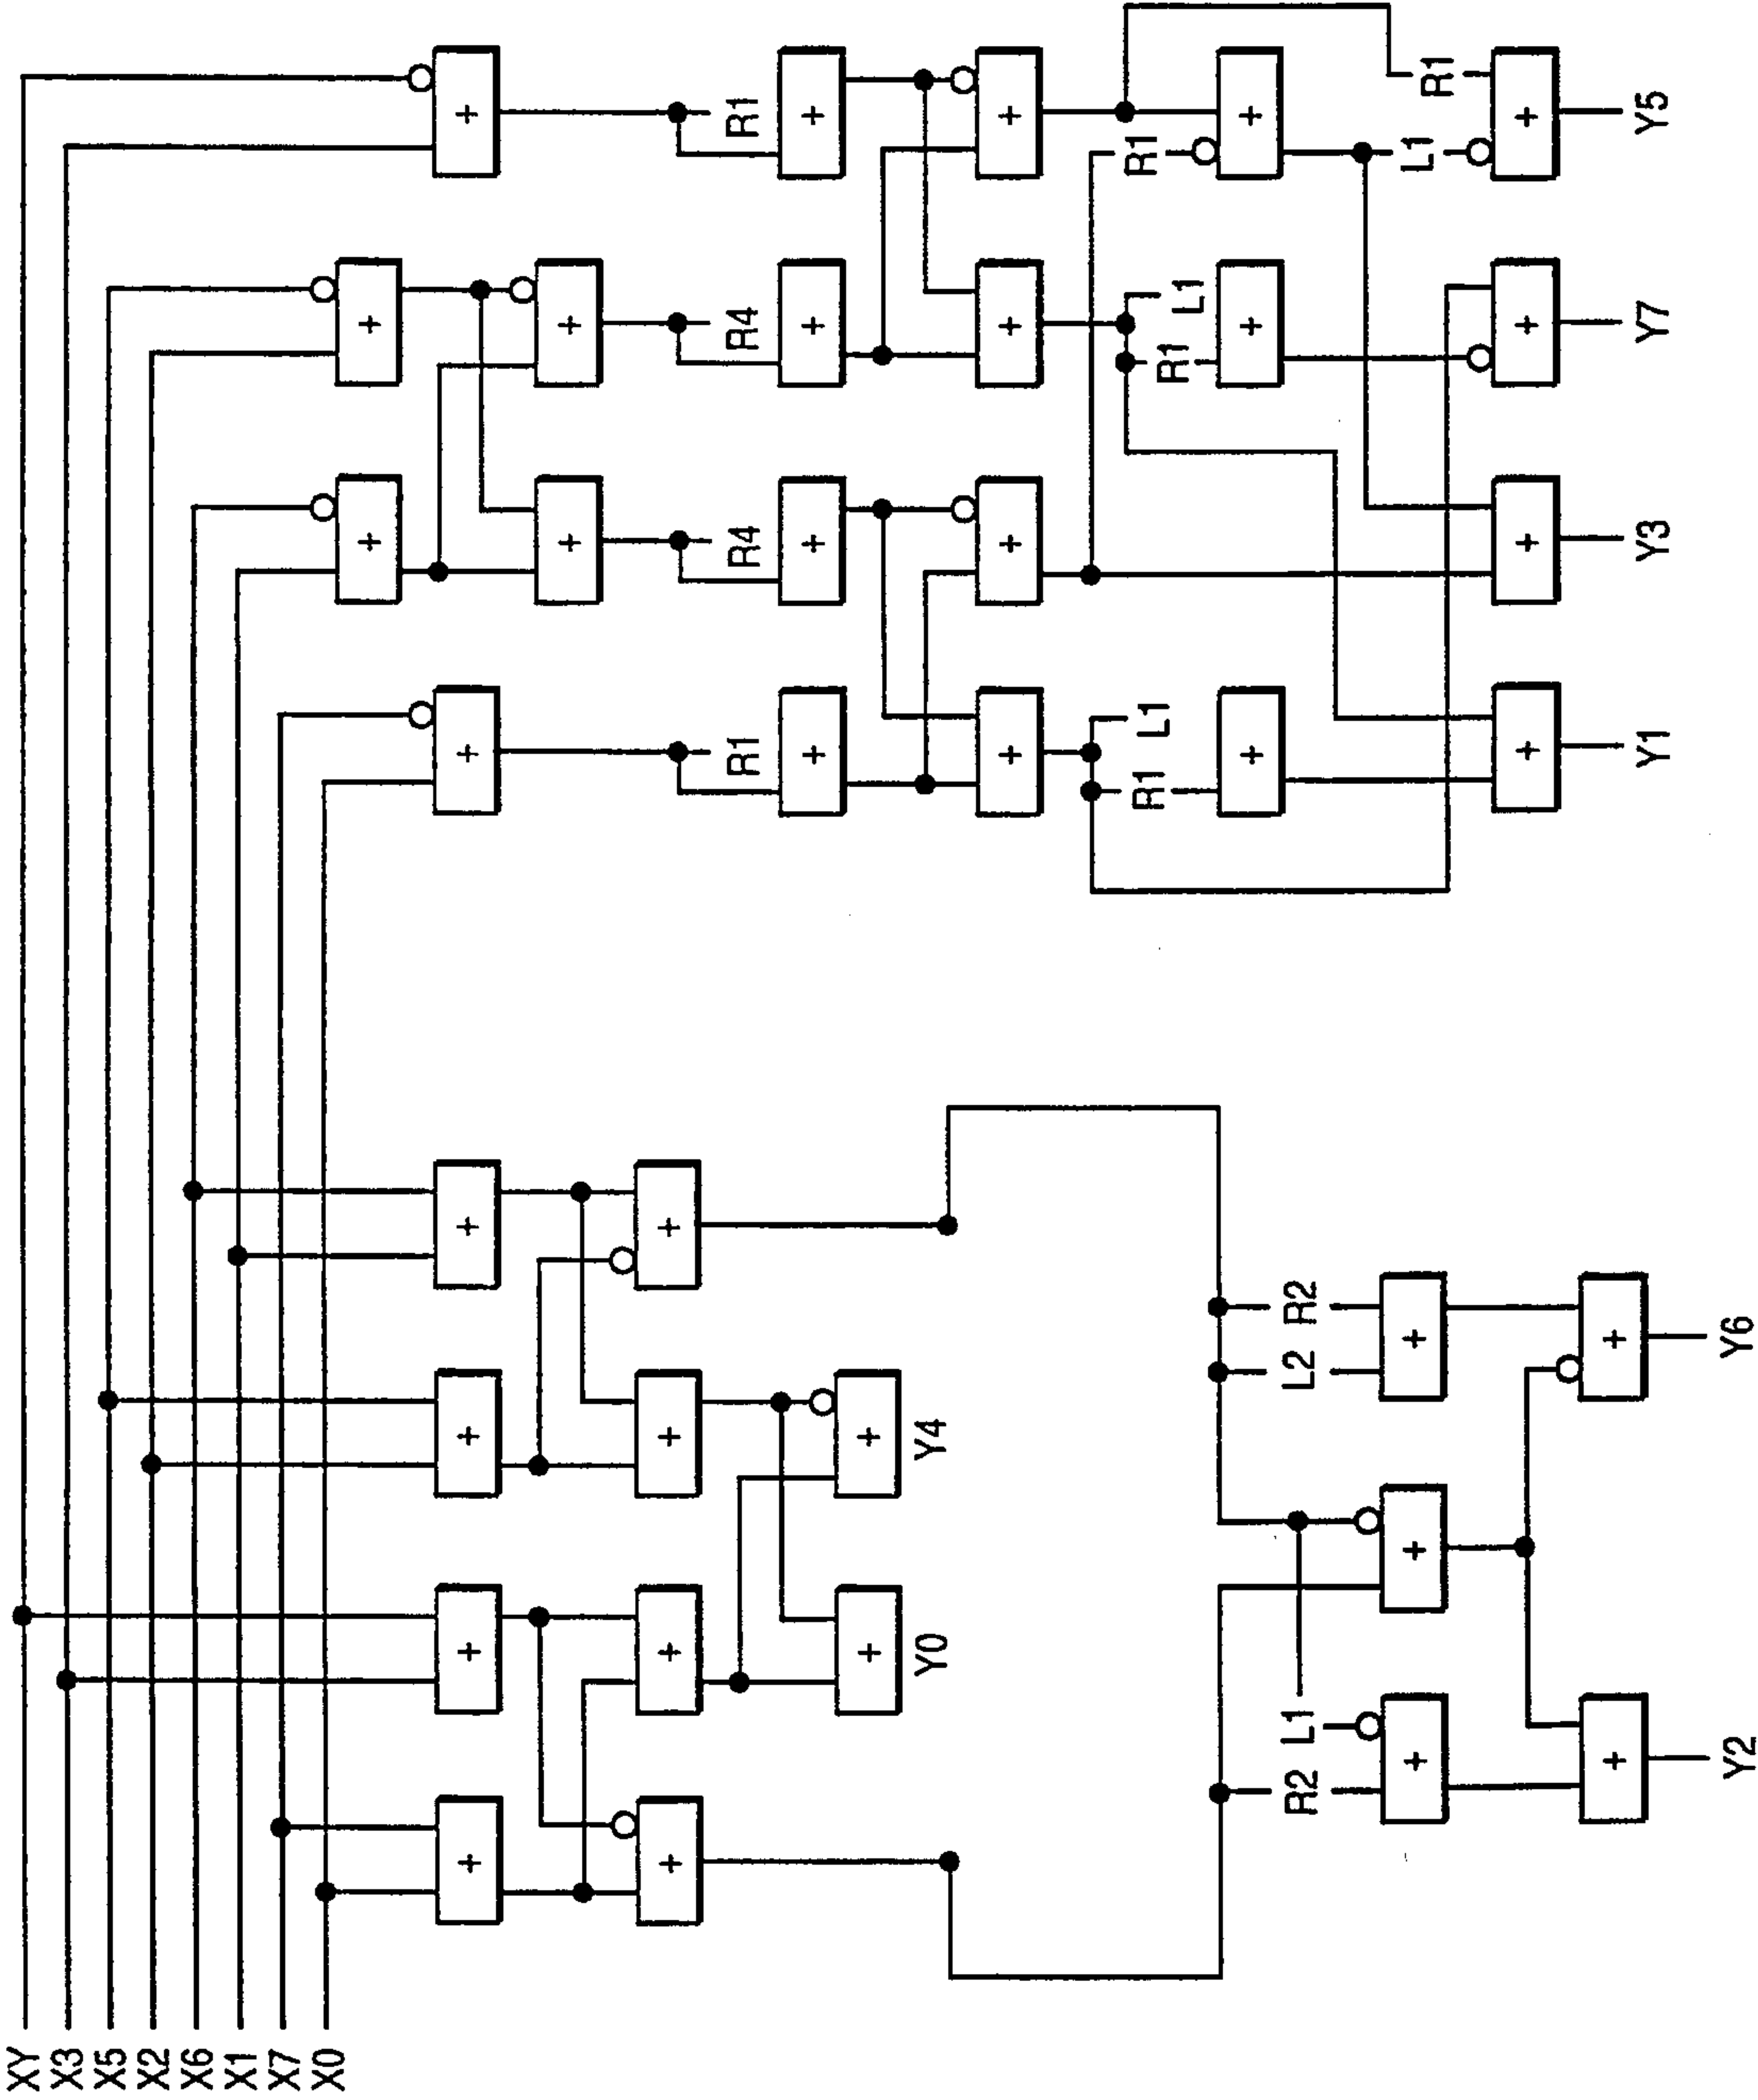 XY
X3
X5
X2
X6
X1
X7
X0
+ + + +
+ + + +
+ + + +
+ + + +
+ +
Y0 Y4
R1 R4 R4 R1
+ + + +
+ + + +
R1 L1 R1 L1 R1
+ + + +
L1 R1
+ + + +
Y1 Y3 Y7 Y5
R2 L1 L2 R2
+ + +
+ +
Y2 Y6